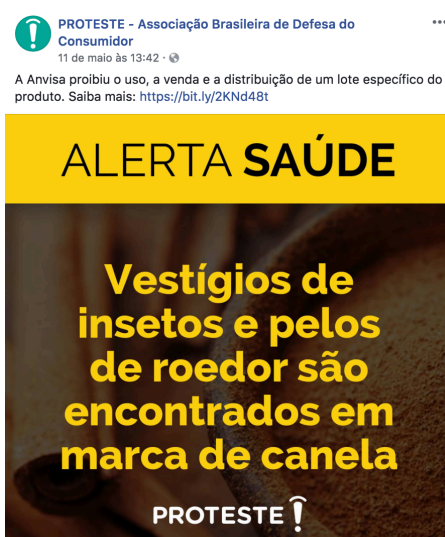 PROTESTE - Associação Brasileira de Defesa do
Consumidor
11 de maio às 13:42 ·
A Anvisa proibiu o uso, a venda e a distribuição de um lote específico do
produto. Saiba mais: https://bit.ly/2KNd48t
ALERTA SAÚDE
Vestígios de
insetos e pelos
de roedor são
encontrados em
marca de canela
PROTESTE